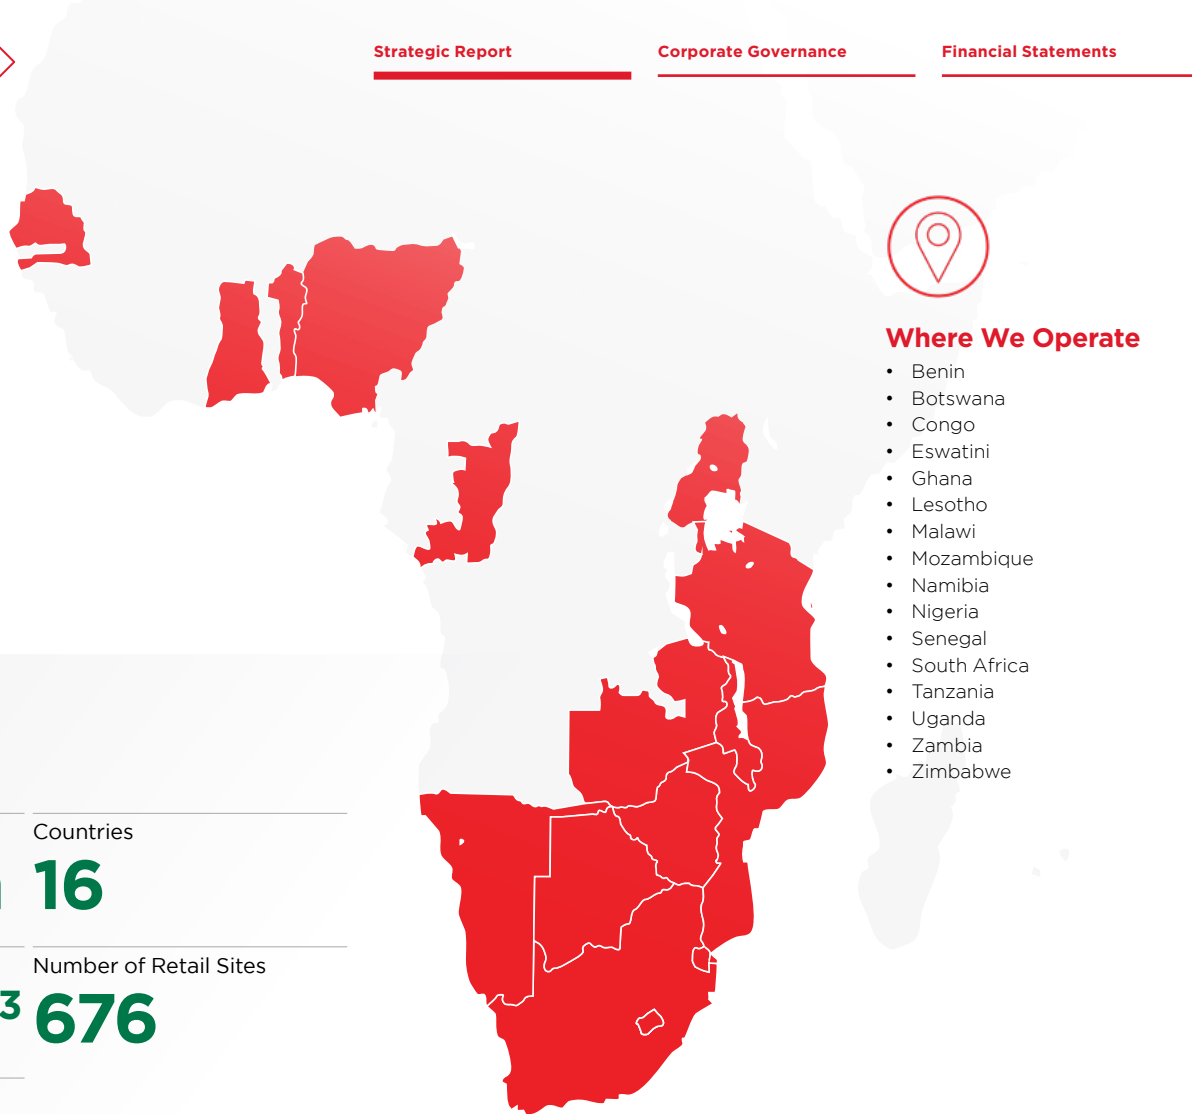 Strategic Report
Corporate Governance
Financial Statements
Where We Operate
• Benin
• Botswana
• Congo
• Eswatini
• Ghana
• Lesotho
• Malawi
• Mozambique
• Namibia
• Nigeria
• Senegal
• South Africa
• Tanzania
• Uganda
• Zambia
• Zimbabwe
Countries
16
Number of Retail Sites
3
676